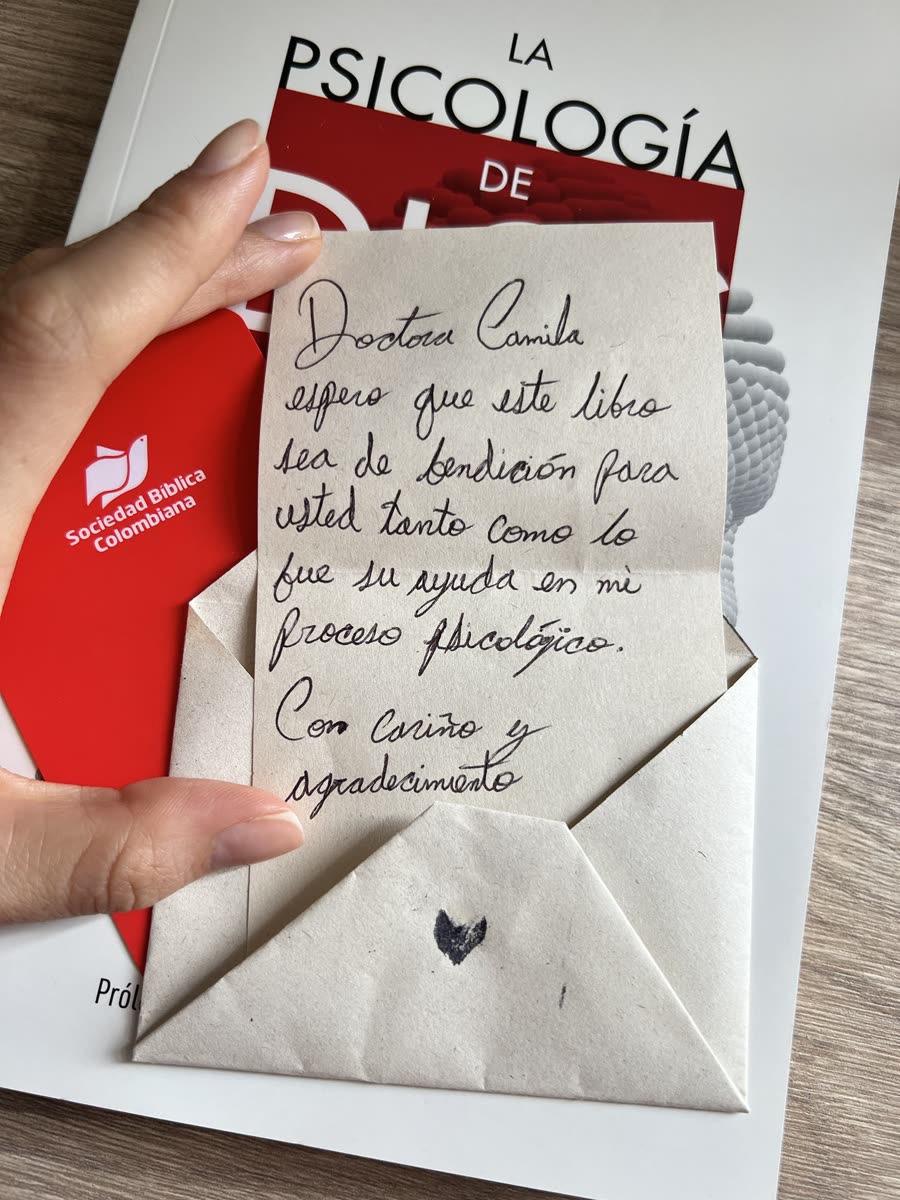 LA
PSICOLOGÍA
DE
Doctora Camila
espero que este libro
sea de bendición para
usted tanto como lo
fue su ayuda en mi
proceso psicológico.
Con cariño y
agradecimiento
Sociedad Bíblica
Colombiana